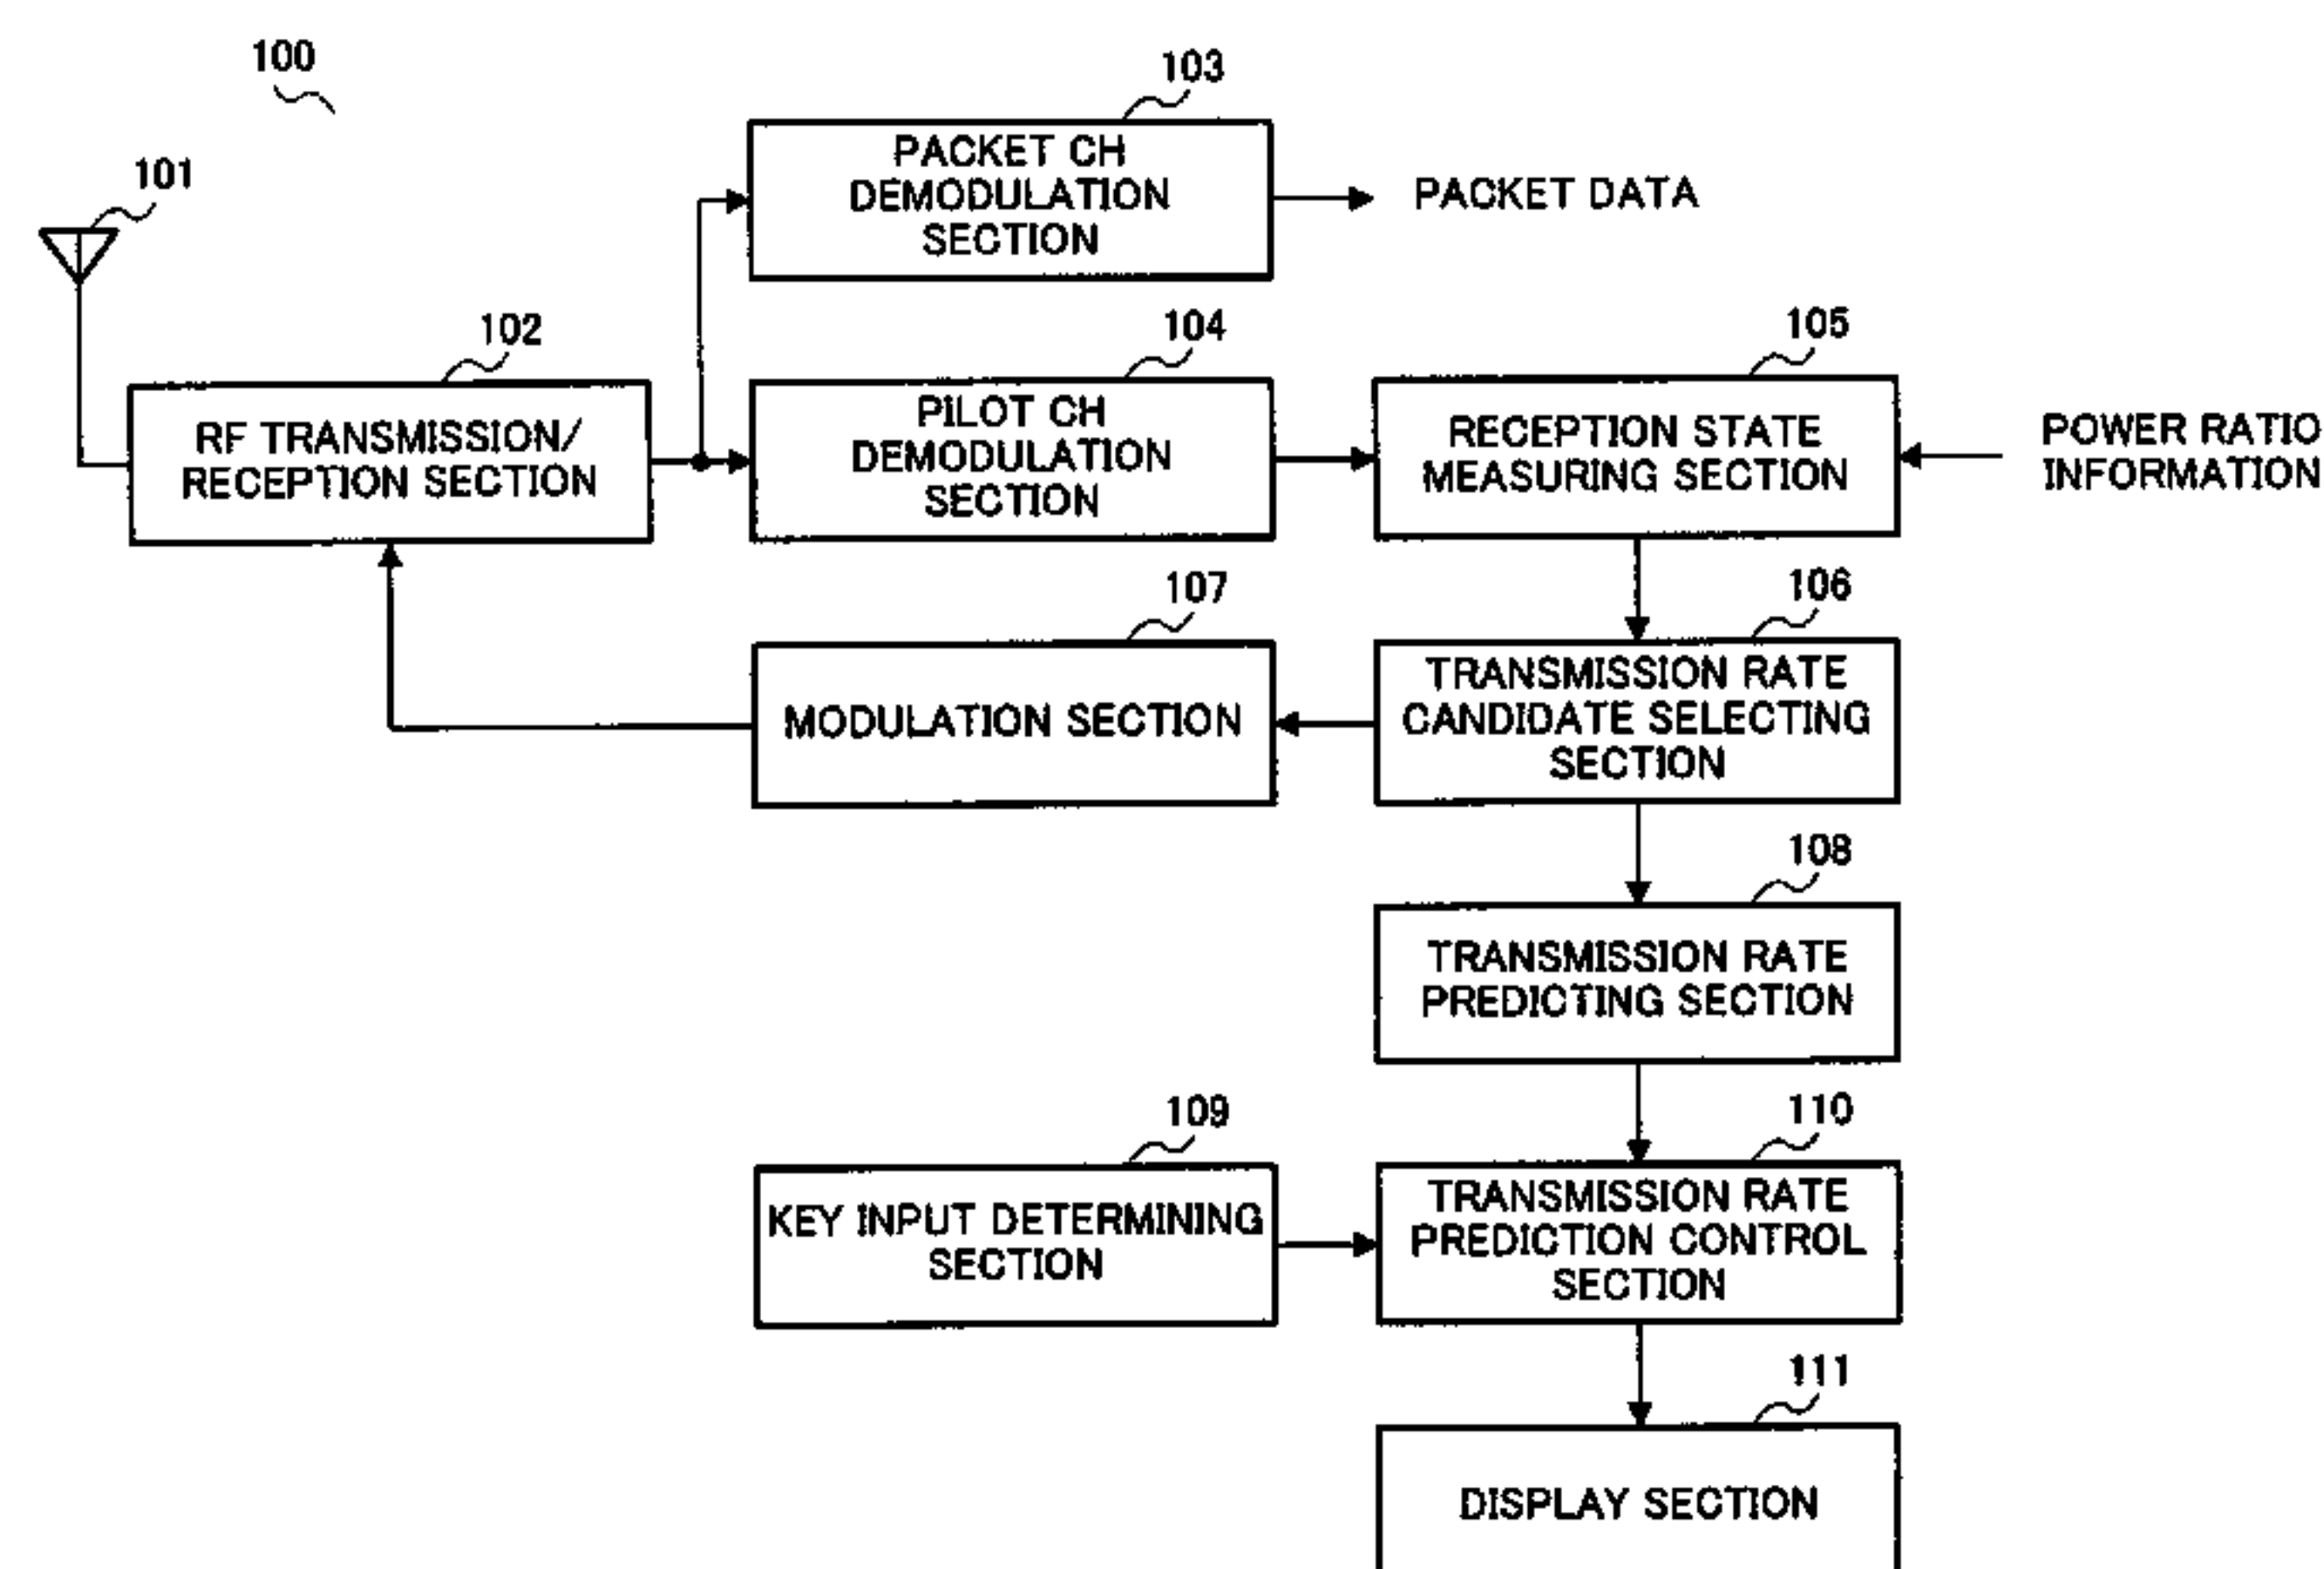 100
101
103
PACKET CH
DEMODULATION
SECTION
PACKET DATA
102
RF TRANSMISSION/
RECEPTION SECTION
104
PILOT CH
DEMODULATION
SECTION
105
RECEPTION STATE
MEASURING SECTION
POWER RATIO
INFORMATION
107
MODULATION SECTION
106
TRANSMISSION RATE
CANDIDATE SELECTING
SECTION
108
TRANSMISSION RATE
PREDICTING SECTION
109
KEY INPUT DETERMINING
SECTION
110
TRANSMISSION RATE
PREDICTION CONTROL
SECTION
111
DISPLAY SECTION